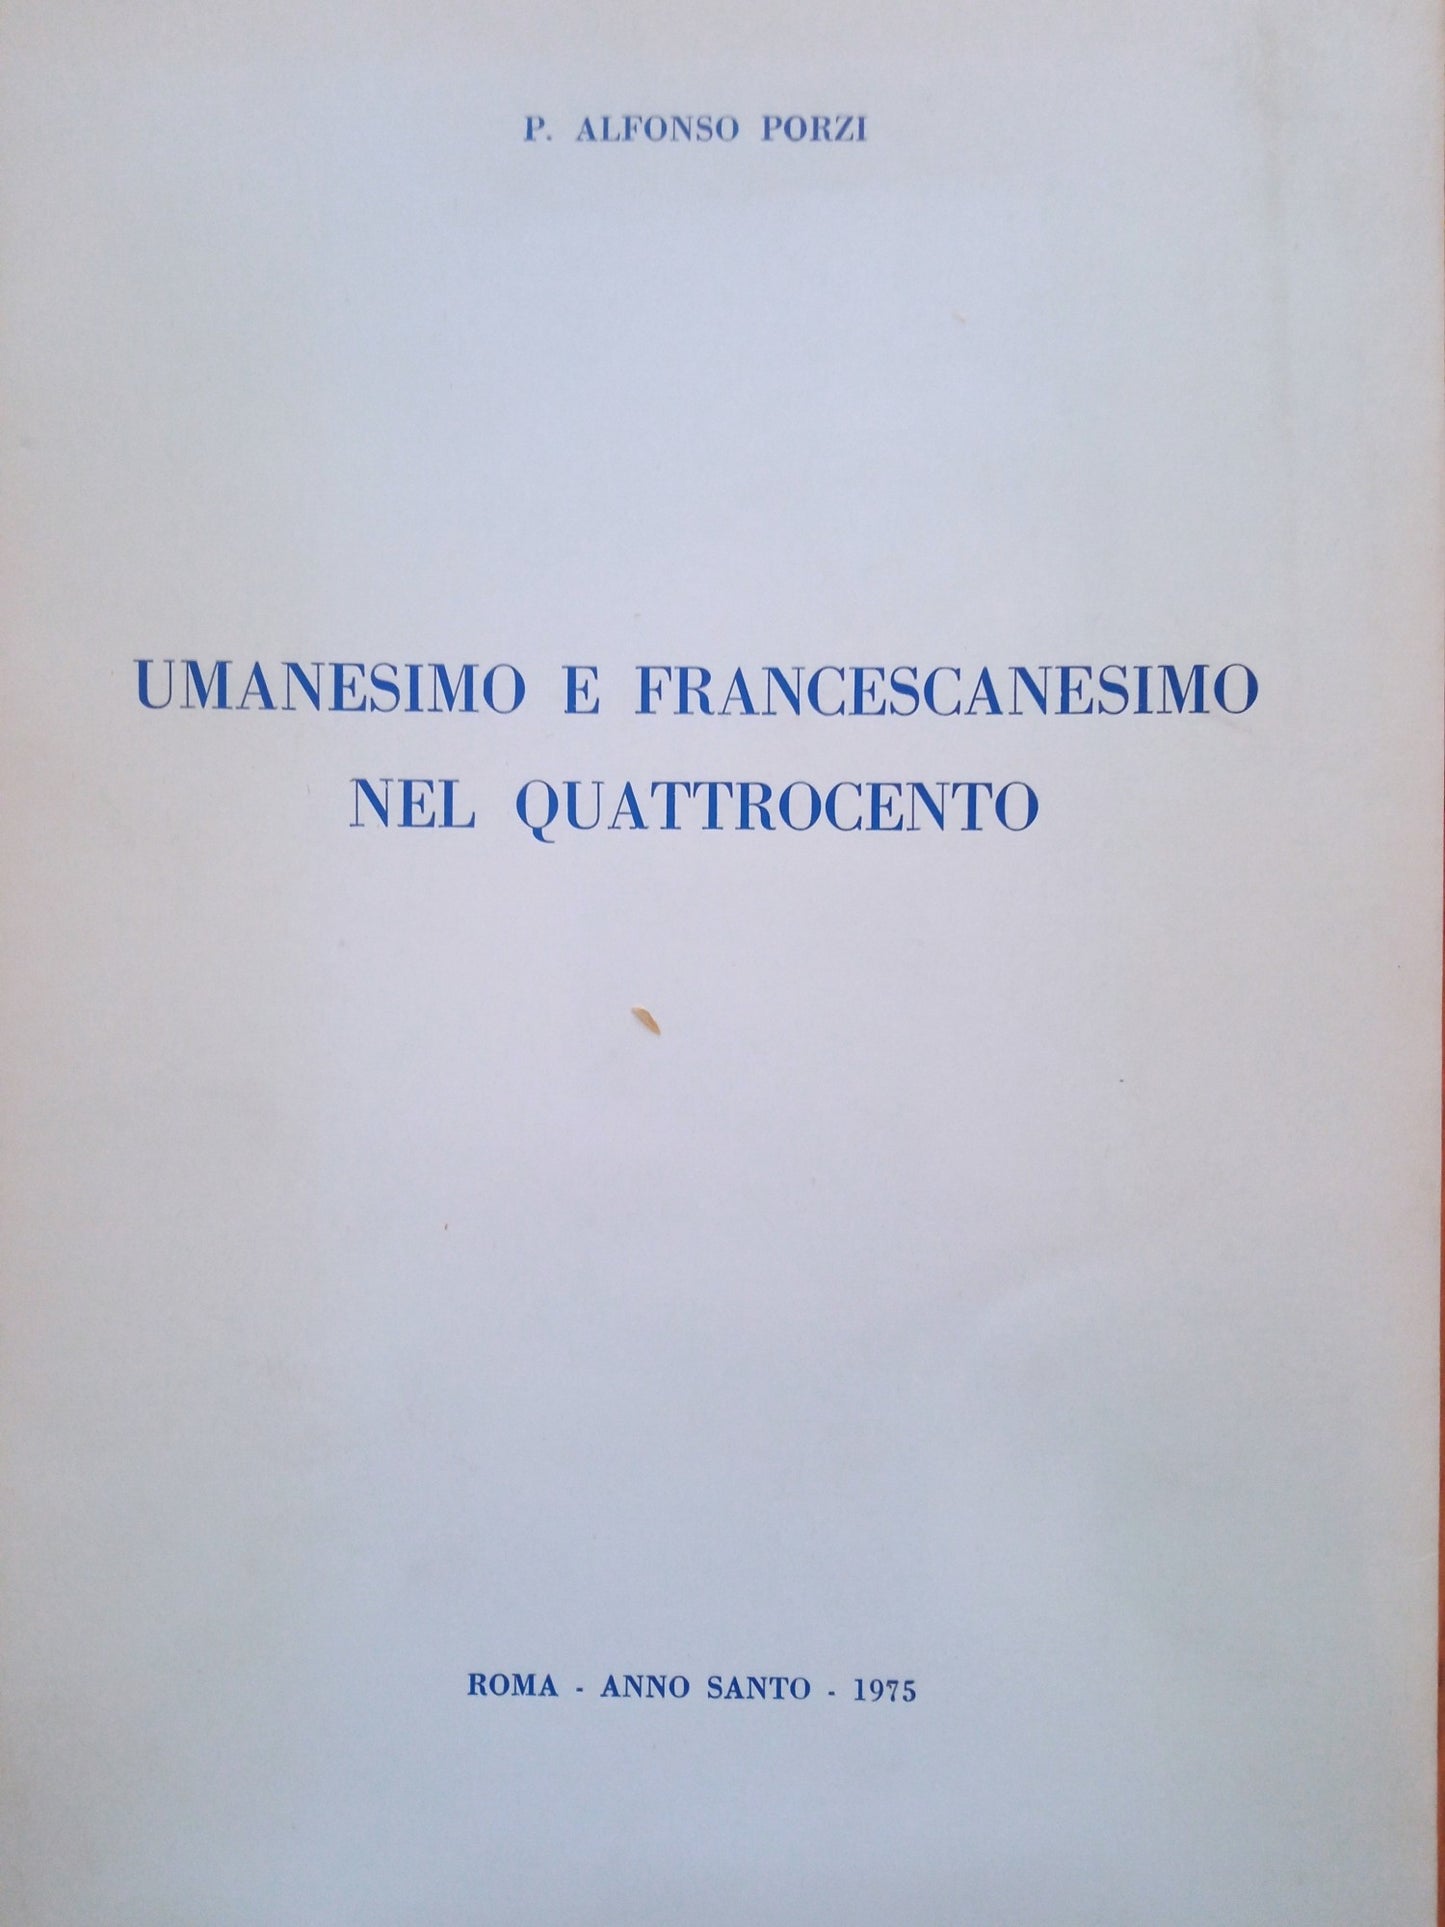 P. ALFONSO PORZI
UMANESIMO E FRANCESCANESIMO
NEL QUATTROCENTO
ROMA - ANNO SANTO - 1975